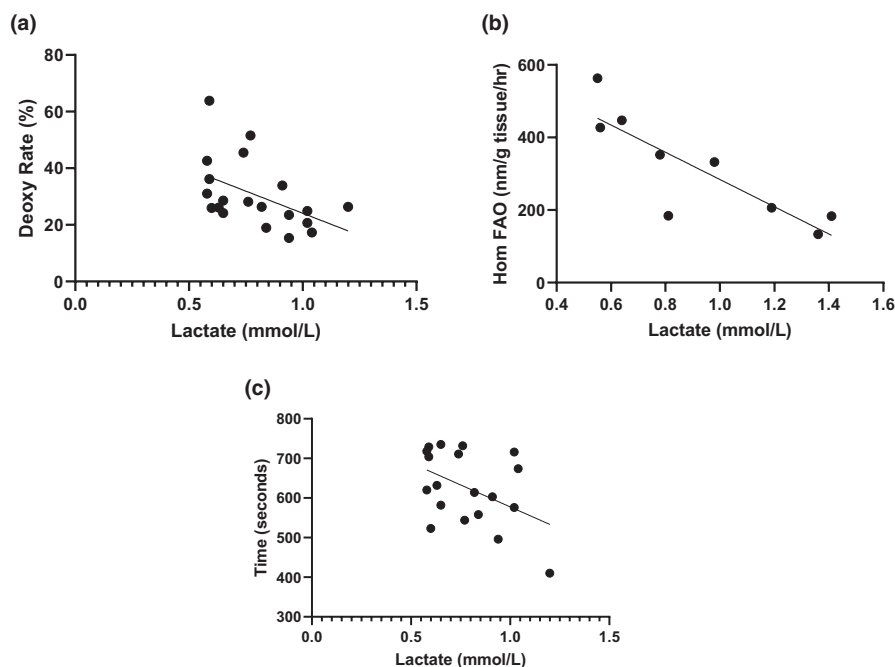 (a)
80
60
40
20
0
Deoxy Rate (%)
0.0 0.5 1.0 1.5
Lactate (mmol/L)
(b)
600
400
200
0
Hom FAO (nm/g tissue/hr)
0.4 0.6 0.8 1.0 1.2 1.4 1.6
Lactate (mmol/L)
(c)
800
700
600
500
400
300
Time (seconds)
0.0 0.5 1.0 1.5
Lactate (mmol/L)